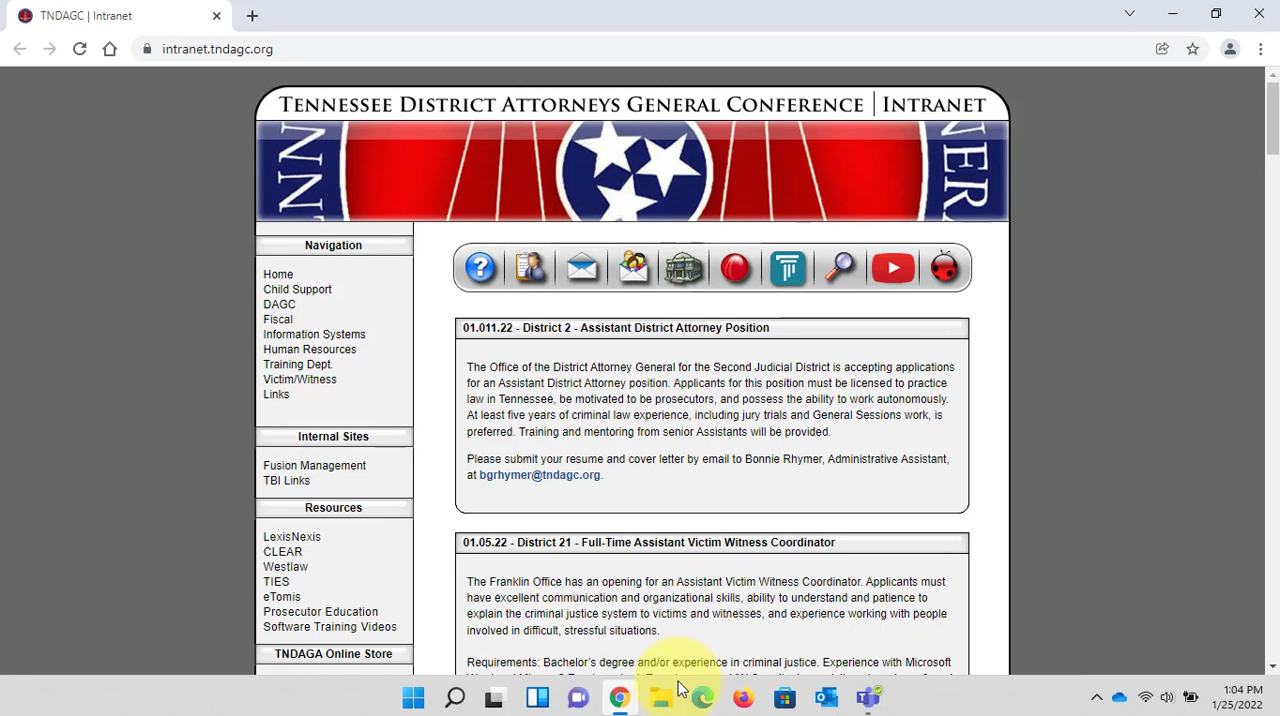 TNDAGC | Intranet
intranet.tndagc.org
TENNESSEE DISTRICT ATTORNEYS GENERAL CONFERENCE | INTRANET
TENN
NERA
Navigation
Home
Child Support
DAGC
Fiscal
Information Systems
Human Resources
Training Dept.
Victim/Witness
Links
Internal Sites
Fusion Management
TBI Links
Resources
LexisNexis
CLEAR
Westlaw
TIES
eTomis
Prosecutor Education
Software Training Videos
TNDAGA Online Store
01.011.22 - District 2 - Assistant District Attorney Position
The Office of the District Attorney General for the Second Judicial District is accepting applications
for an Assistant District Attorney position. Applicants for this position must be licensed to practice
law in Tennessee, be motivated to be prosecutors, and possess the ability to work autonomously.
At least five years of criminal law experience, including jury trials and General Sessions work, is
preferred. Training and mentoring from senior Assistants will be provided.
Please submit your resume and cover letter by email to Bonnie Rhymer, Administrative Assistant,
at bgrhymer@tndagc.org.
01.05.22 - District 21 - Full-Time Assistant Victim Witness Coordinator
The Franklin Office has an opening for an Assistant Victim Witness Coordinator. Applicants must
have excellent communication and organizational skills, ability to understand and patience to
explain the criminal justice system to victims and witnesses, and experience working with people
involved in difficult, stressful situations.
Requirements: Bachelor's degree and/or experience in criminal justice. Experience with Microsoft
1:04 PM
1/25/2022